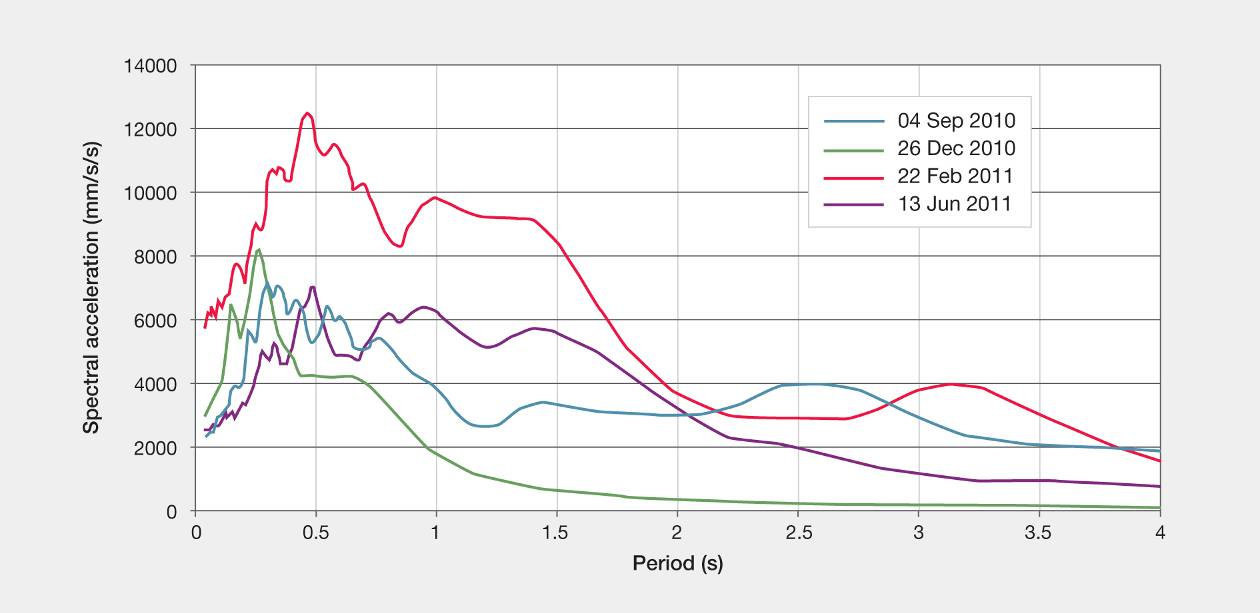 14000
12000
10000
8000
6000
4000
2000
0
Spectral acceleration (mm/s/s)
04 Sep 2010
26 Dec 2010
22 Feb 2011
13 Jun 2011
0 0.5 1 1.5 2 2.5 3 3.5 4
Period (s)